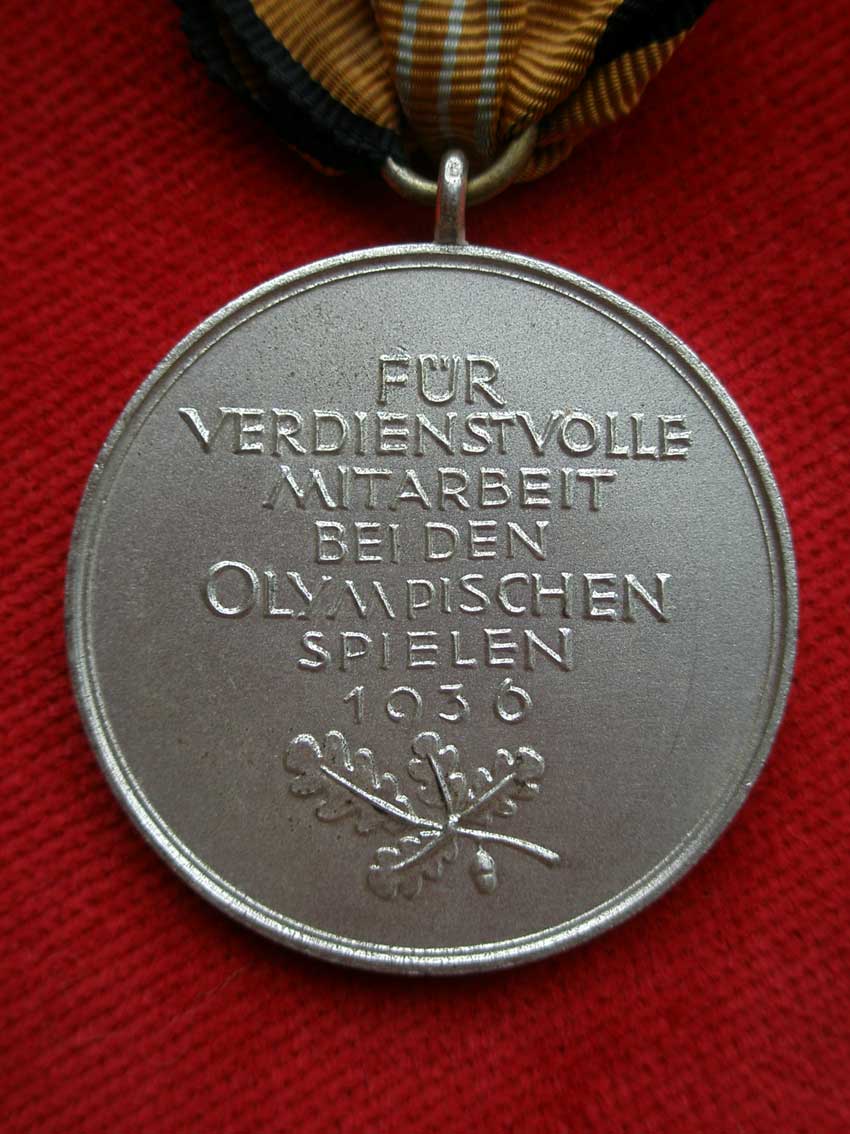 FÜR
VERDIENSTVOLLE
MITARBEIT
BEI DEN
OLYMPISCHEN
SPIELEN
1936